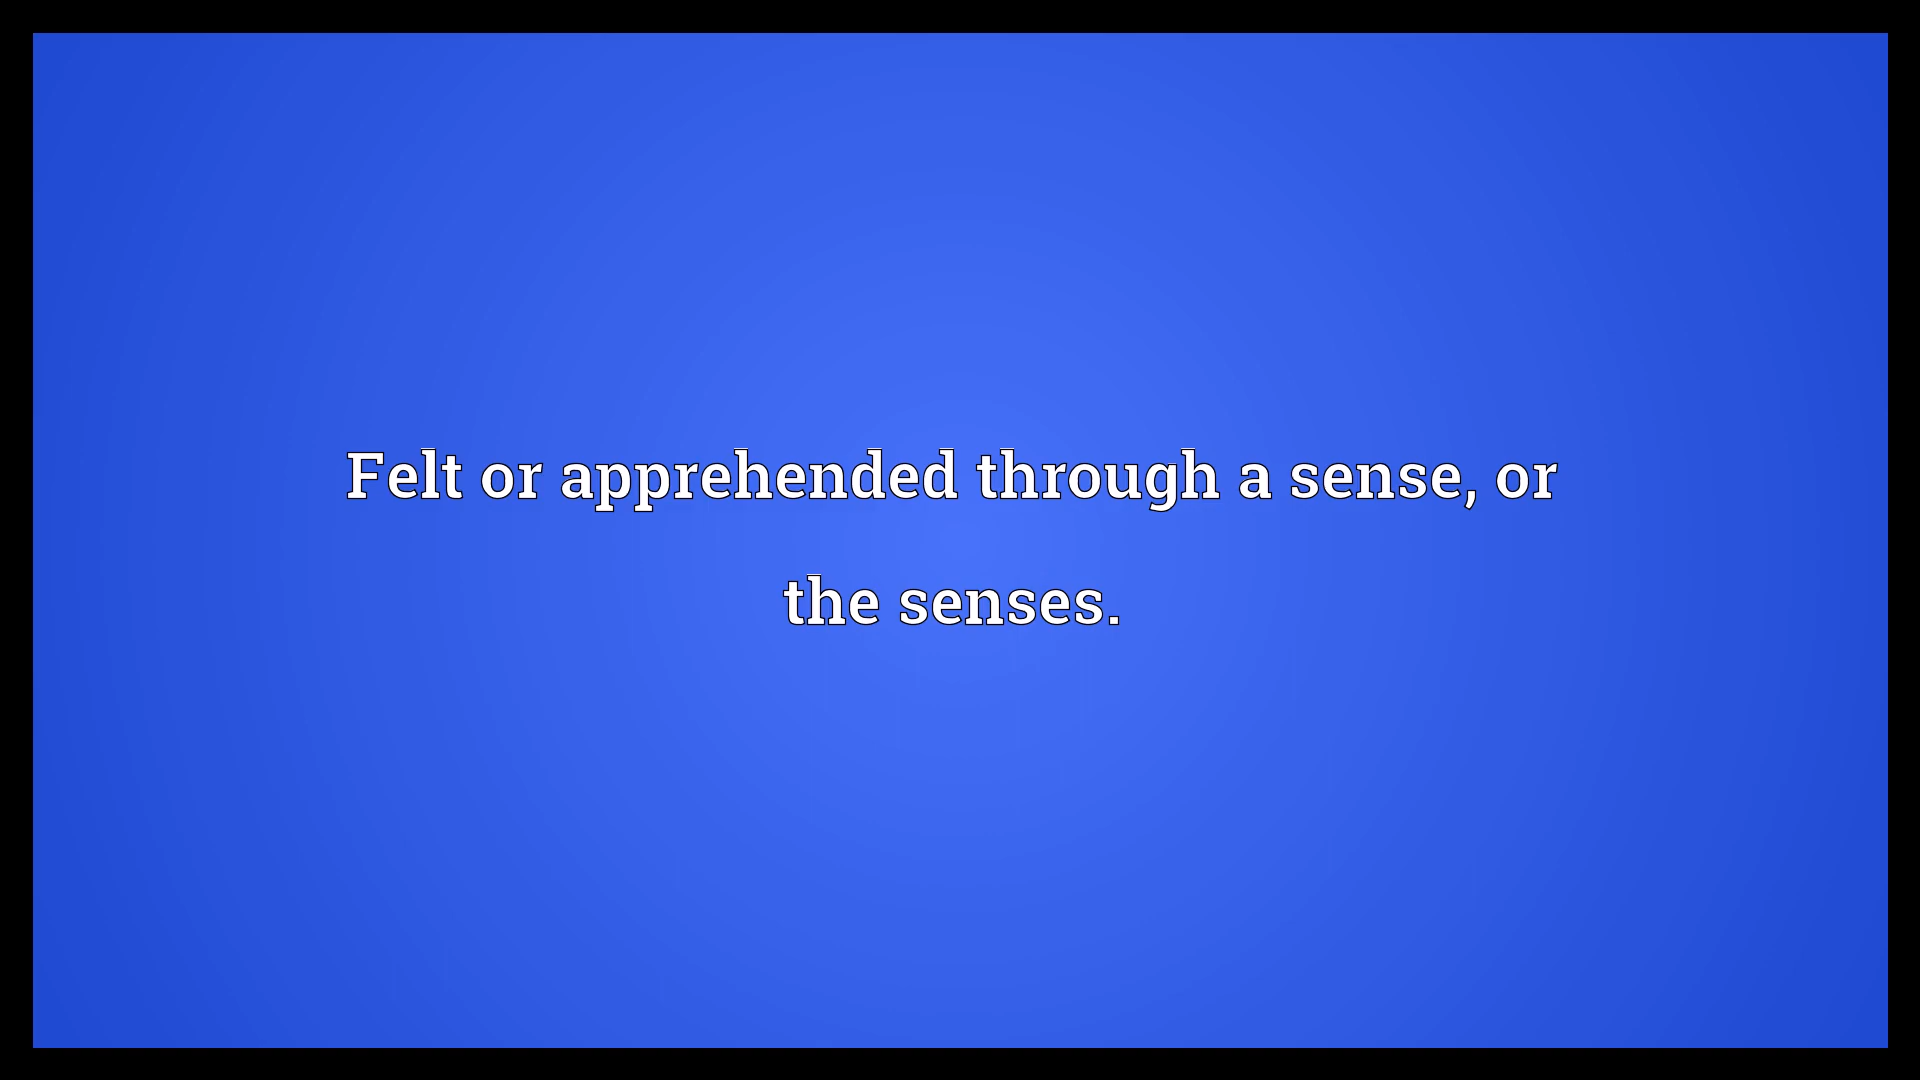 Felt or apprehended through a sense, or
the senses.